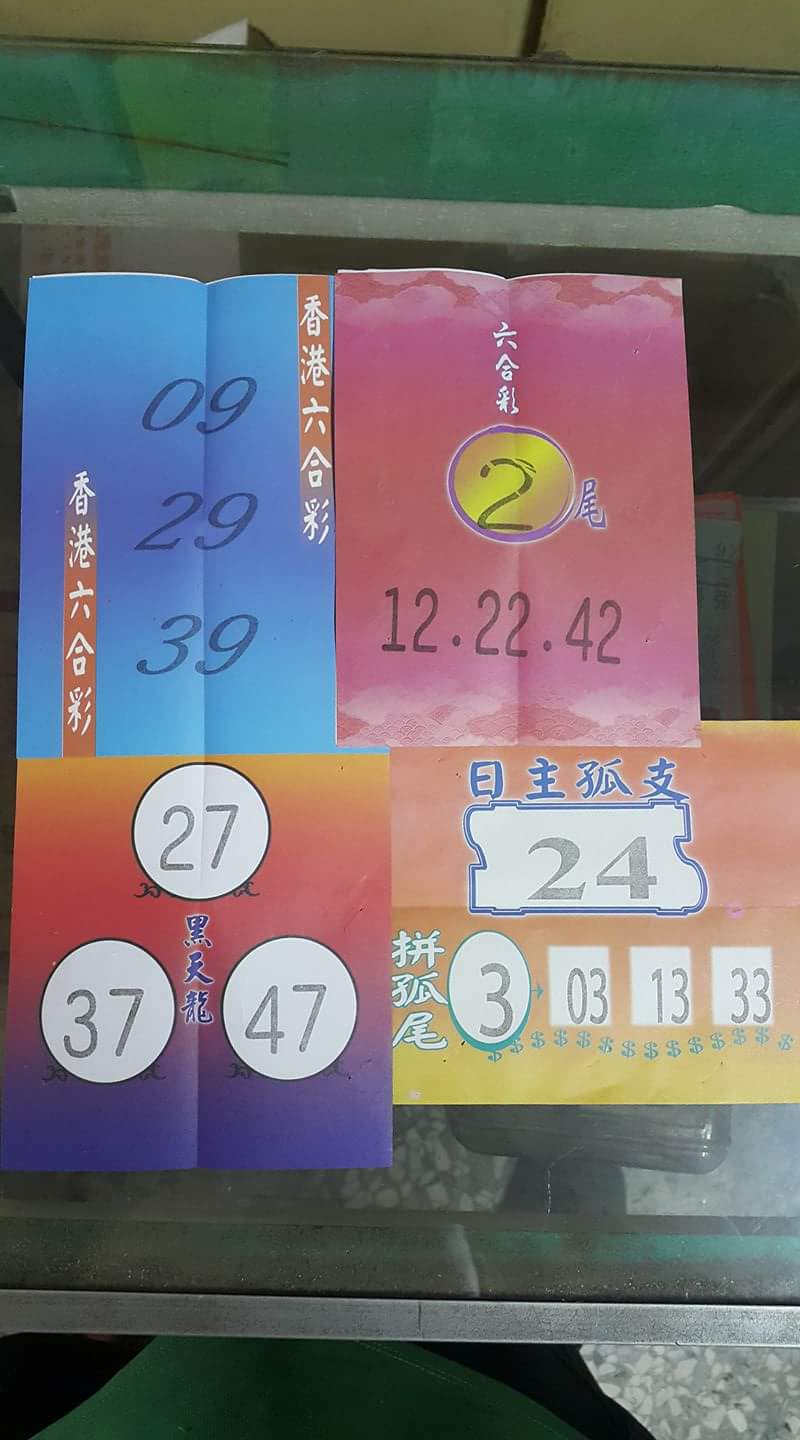 香港六合彩
09
29
39
香港六合彩
六合彩
2尾
12.22.42
27
黑天龍
37
47
日主孤支
24
拼孤尾
3 03 13 33
$ $ $ $ $ $ $ $ $ $ $ $ $ $